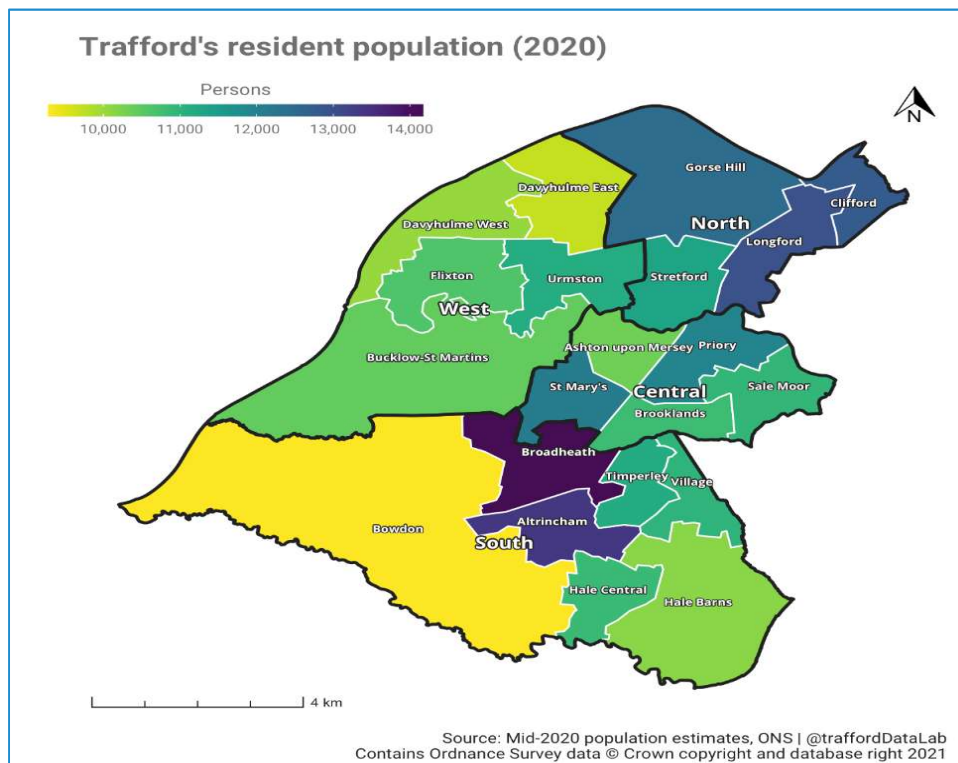 Trafford's resident population (2020)
Persons
10,000 11,000 12,000 13,000 14,000
N
Gorse Hill
Davyhulme East
Clifford
Davyhulme West
North
Longford
Flixton
Urmston
Stretford
West
Ashton upon Mersey
Priory
Bucklow-St Martins
St Mary's
Central
Sale Moor
Brooklands
Broadheath
Timperley
Village
Altrincham
Bowdon
South
Hale Central
Hale Barns
4 km
Source: Mid-2020 population estimates, ONS | @traffordDataLab
Contains Ordnance Survey data © Crown copyright and database right 2021